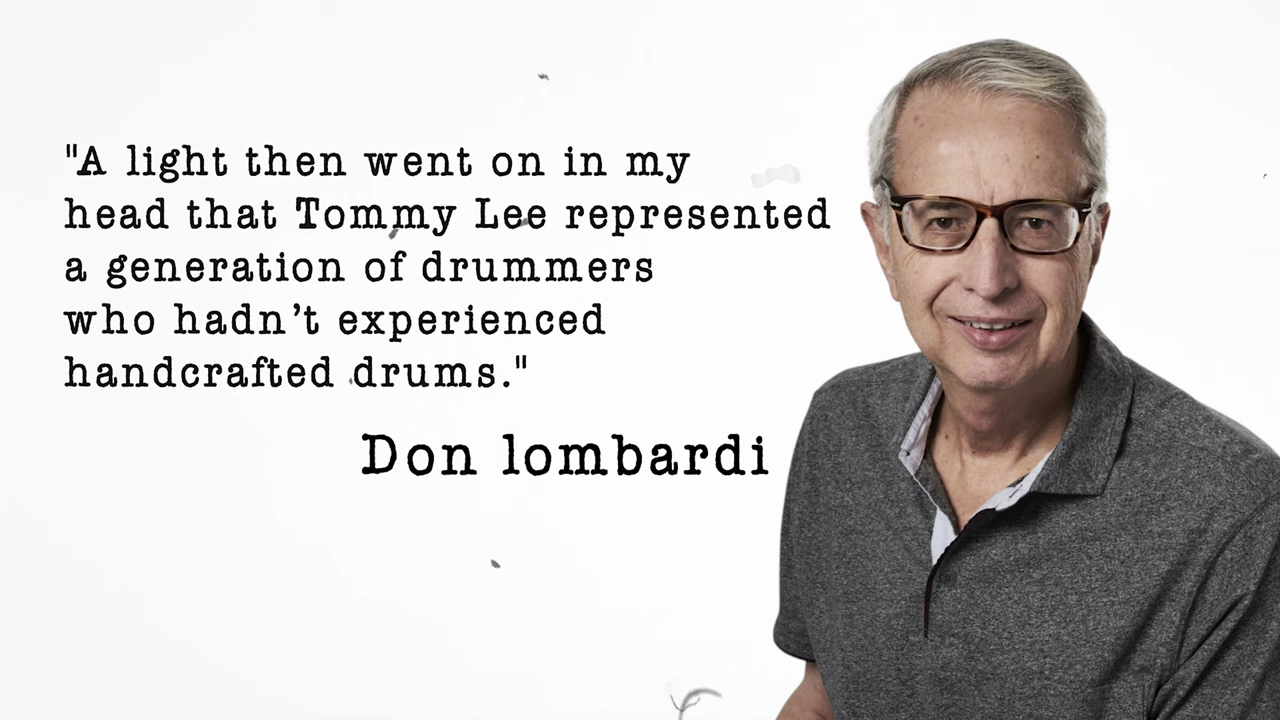 "A light then went on in my
head that Tommy Lee represented
a generation of drummers
who hadn’t experienced
handcrafted drums."
Don lombardi